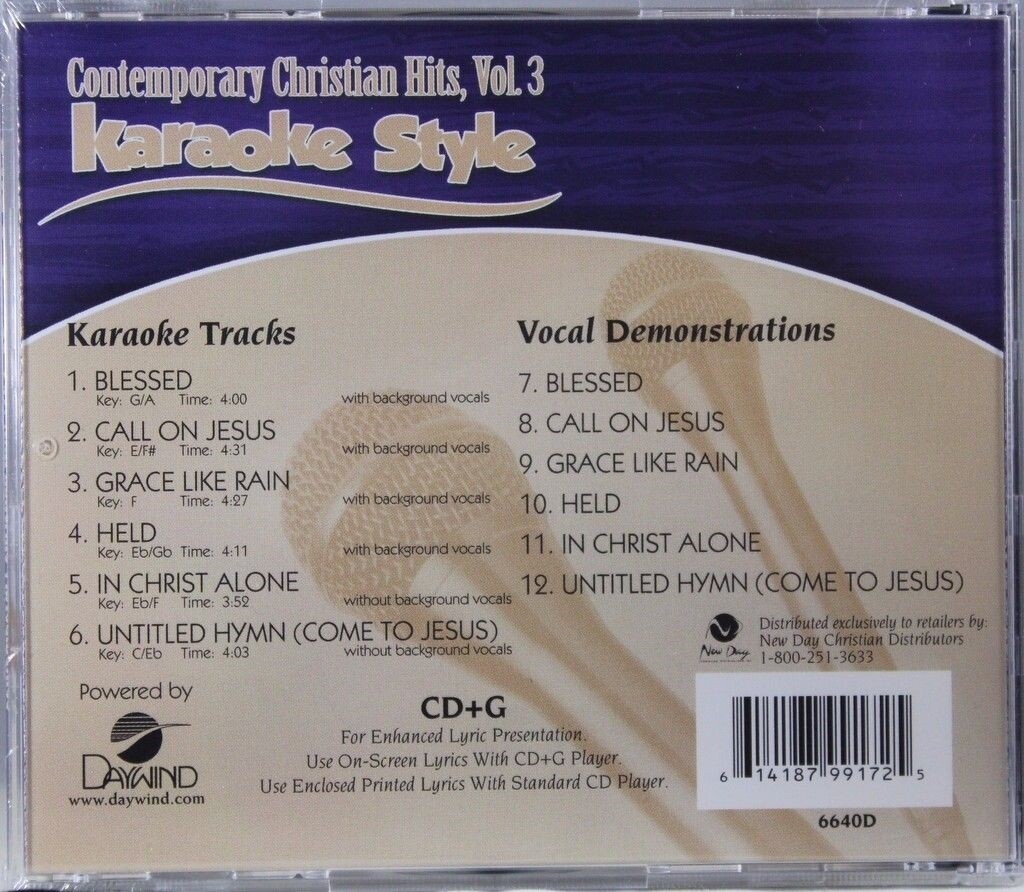 Contemporary Christian Hits, Vol. 3
Karaoke Style
Karaoke Tracks
1. BLESSED
Key: G/A Time: 4:00 with background vocals
2. CALL ON JESUS
Key: E/F# Time: 4:31 with background vocals
3. GRACE LIKE RAIN
Key: F Time: 4:27 with background vocals
4. HELD
Key: Eb/Gb Time: 4:11 with background vocals
5. IN CHRIST ALONE
Key: Eb/F Time: 3:52 without background vocals
6. UNTITLED HYMN (COME TO JESUS)
Key: C/Eb Time: 4:03 without background vocals
Vocal Demonstrations
7. BLESSED
8. CALL ON JESUS
9. GRACE LIKE RAIN
10. HELD
11. IN CHRIST ALONE
12. UNTITLED HYMN (COME TO JESUS)
New Day
Distributed exclusively to retailers by:
New Day Christian Distributors
1-800-251-3633
Powered by
DAYWIND
www.daywind.com
CD+G
For Enhanced Lyric Presentation.
Use On-Screen Lyrics With CD+G Player.
Use Enclosed Printed Lyrics With Standard CD Player.
6 14187 99172 5
6640D